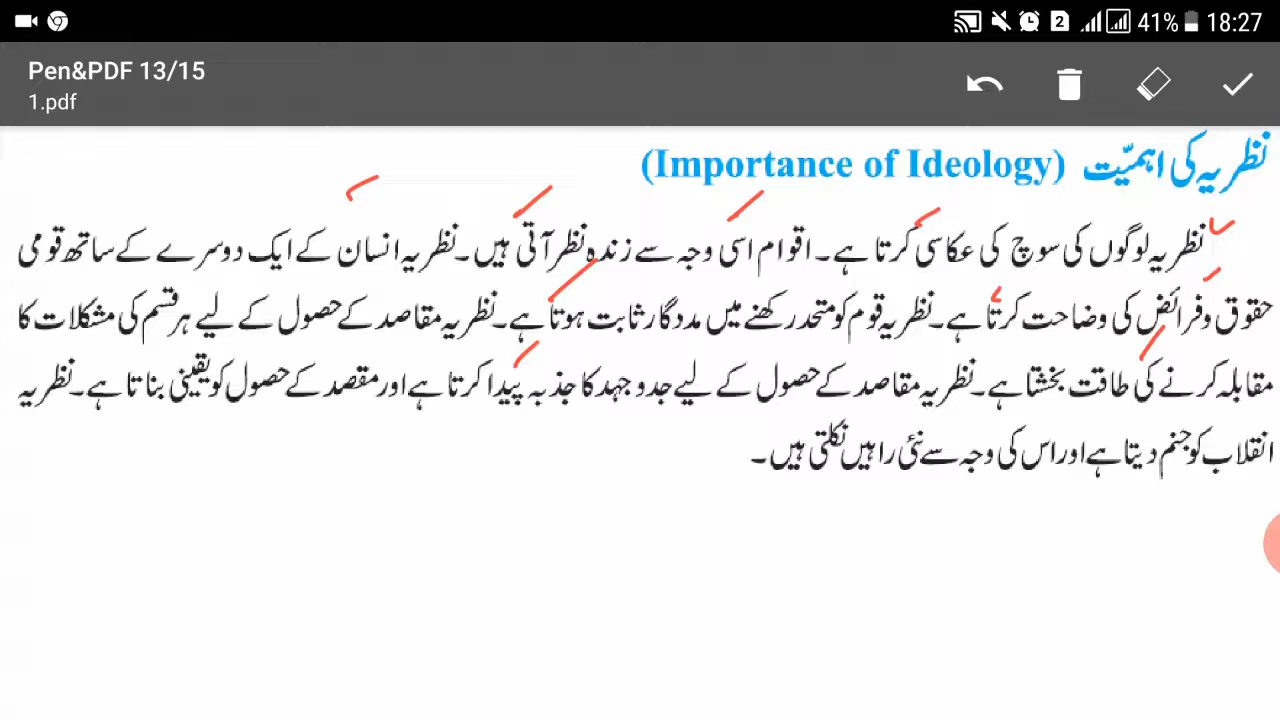 41% 18:27
Pen&PDF 13/15
1.pdf
نظریہ کی اہمیّت (Importance of Ideology)
نظریہ لوگوں کی سوچ کی عکاسی کرتا ہے۔ اقوام اسی وجہ سے زندہ نظر آتی ہیں۔ نظریہ انسان کے ایک دوسرے کے ساتھ قومی
حقوق و فرائض کی وضاحت کرتا ہے۔ نظریہ قوم کو متحد رکھنے میں مددگار ثابت ہوتا ہے۔ نظریہ مقاصد کے حصول کے لیے ہر قسم کی مشکلات کا
مقابلہ کرنے کی طاقت بخشتا ہے۔ نظریہ مقاصد کے حصول کے لیے جدوجہد کا جذبہ پیدا کرتا ہے اور مقصد کے حصول کو یقینی بناتا ہے۔ نظریہ
انقلاب کو جنم دیتا ہے اور اس کی وجہ سے نئی راہیں نکلتی ہیں۔